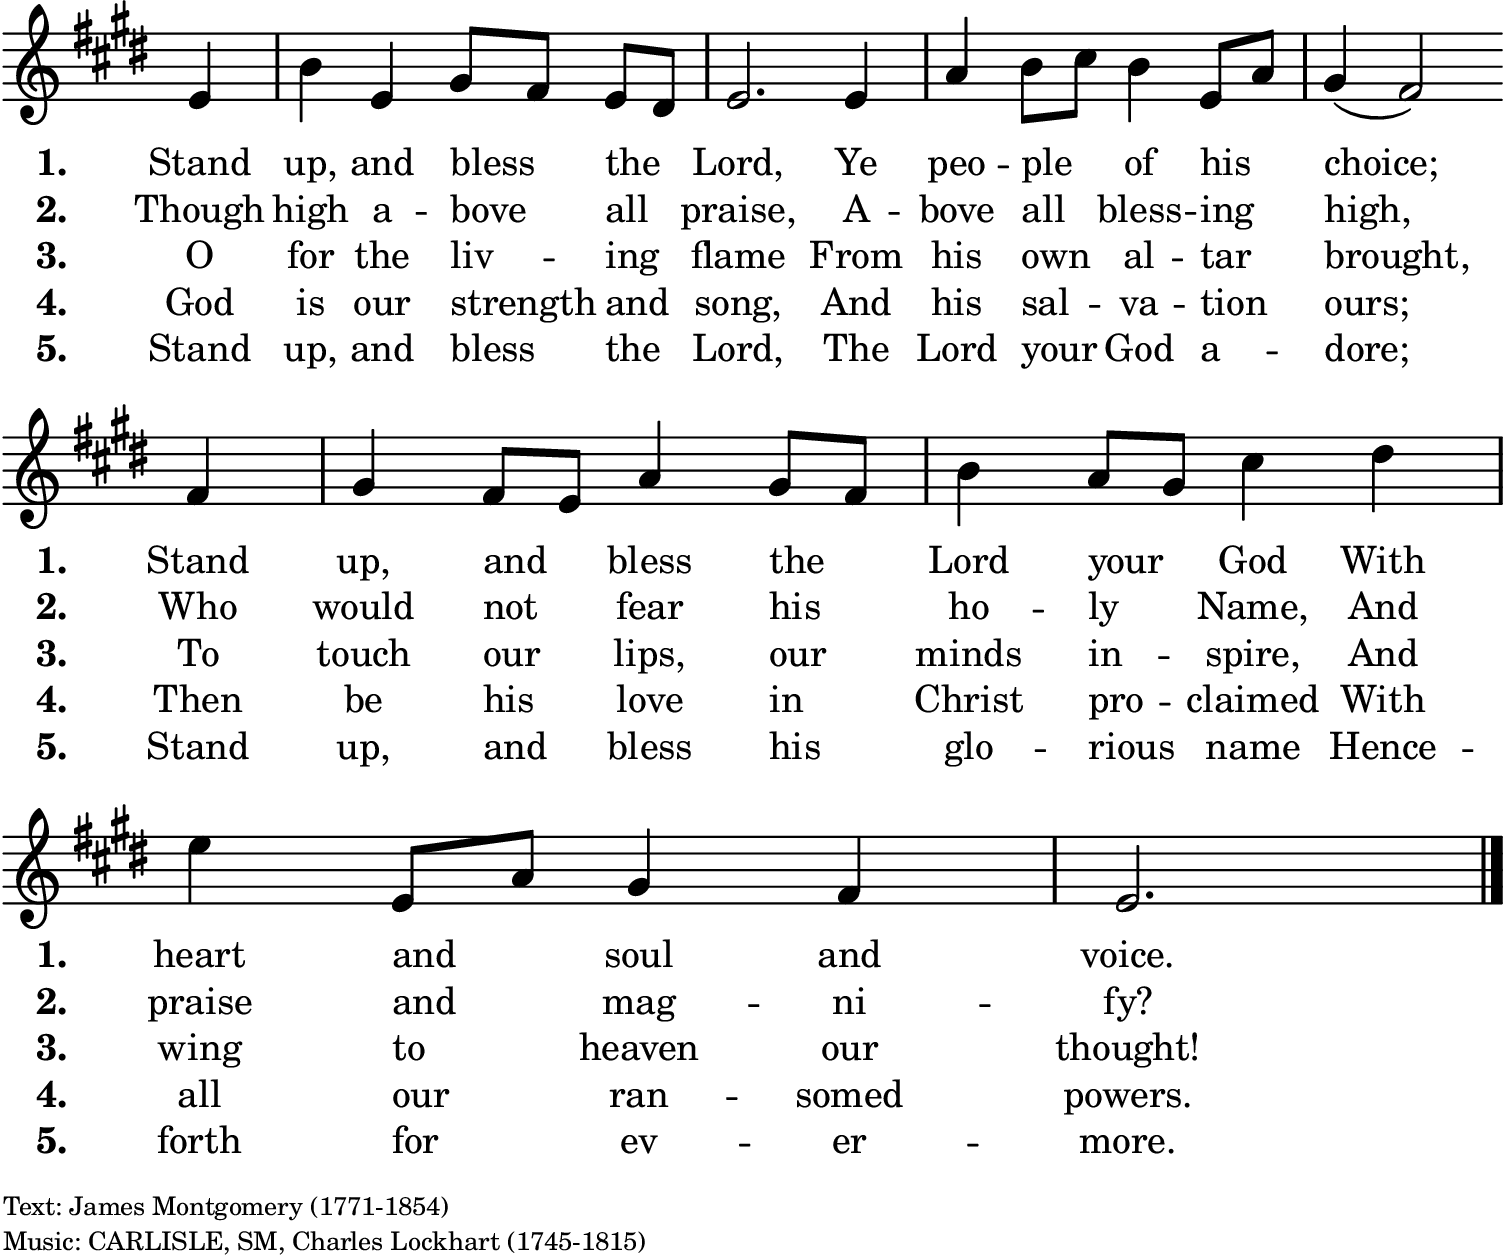 1. Stand up, and bless the Lord, Ye peo -- ple of his choice;
2. Though high a -- bove all praise, A -- bove all bless -- ing high,
3. O for the liv -- ing flame From his own al -- tar brought,
4. God is our strength and song, And his sal -- va -- tion ours;
5. Stand up, and bless the Lord, The Lord your God a -- dore;
1. Stand up, and bless the Lord your God With
2. Who would not fear his ho -- ly Name, And
3. To touch our lips, our minds in -- spire, And
4. Then be his love in Christ pro -- claimed With
5. Stand up, and bless his glo -- rious name Hence --
1. heart and soul and voice.
2. praise and mag -- ni -- fy?
3. wing to heaven our thought!
4. all our ran -- somed powers.
5. forth for ev -- er -- more.
Text: James Montgomery (1771-1854)
Music: CARLISLE, SM, Charles Lockhart (1745-1815)